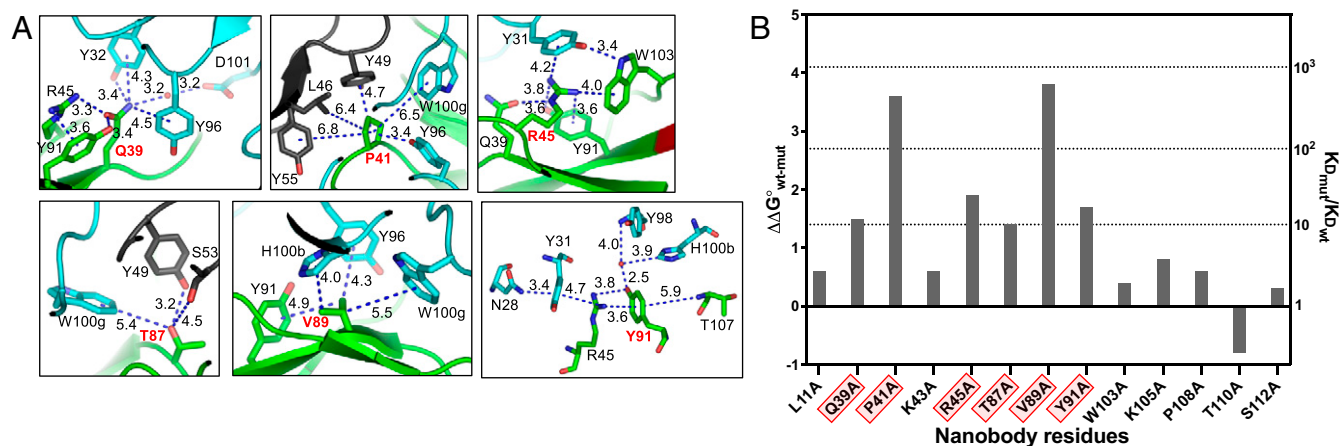 A
Y32
D101
4.3
3.2
3.2
R45
3.4
3.3
3.6
3.4
4.5
Y96
Y91
Q39
Y49
L46
4.7
W100g
6.4
6.5
6.8
3.4
Y96
P41
Y55
Y31
3.4
W103
4.2
3.8
4.0
3.6
3.6
R45
Q39
Y91
S53
Y49
3.2
W100g
4.5
5.4
T87
Y96
H100b
4.0
4.3
Y91
4.9
5.5
W100g
V89
Y98
4.0
3.9
H100b
Y31
2.5
3.4
4.7
3.8
5.9
N28
3.6
T107
Y91
R45
B
ΔΔG°wt-mut
5
4
3
2
1
0
-1
10³
10²
10
1
KDmut/KDwt
L11A
Q39A
P41A
K43A
R45A
T87A
V89A
Y91A
W103A
K105A
P108A
T110A
S112A
Nanobody residues